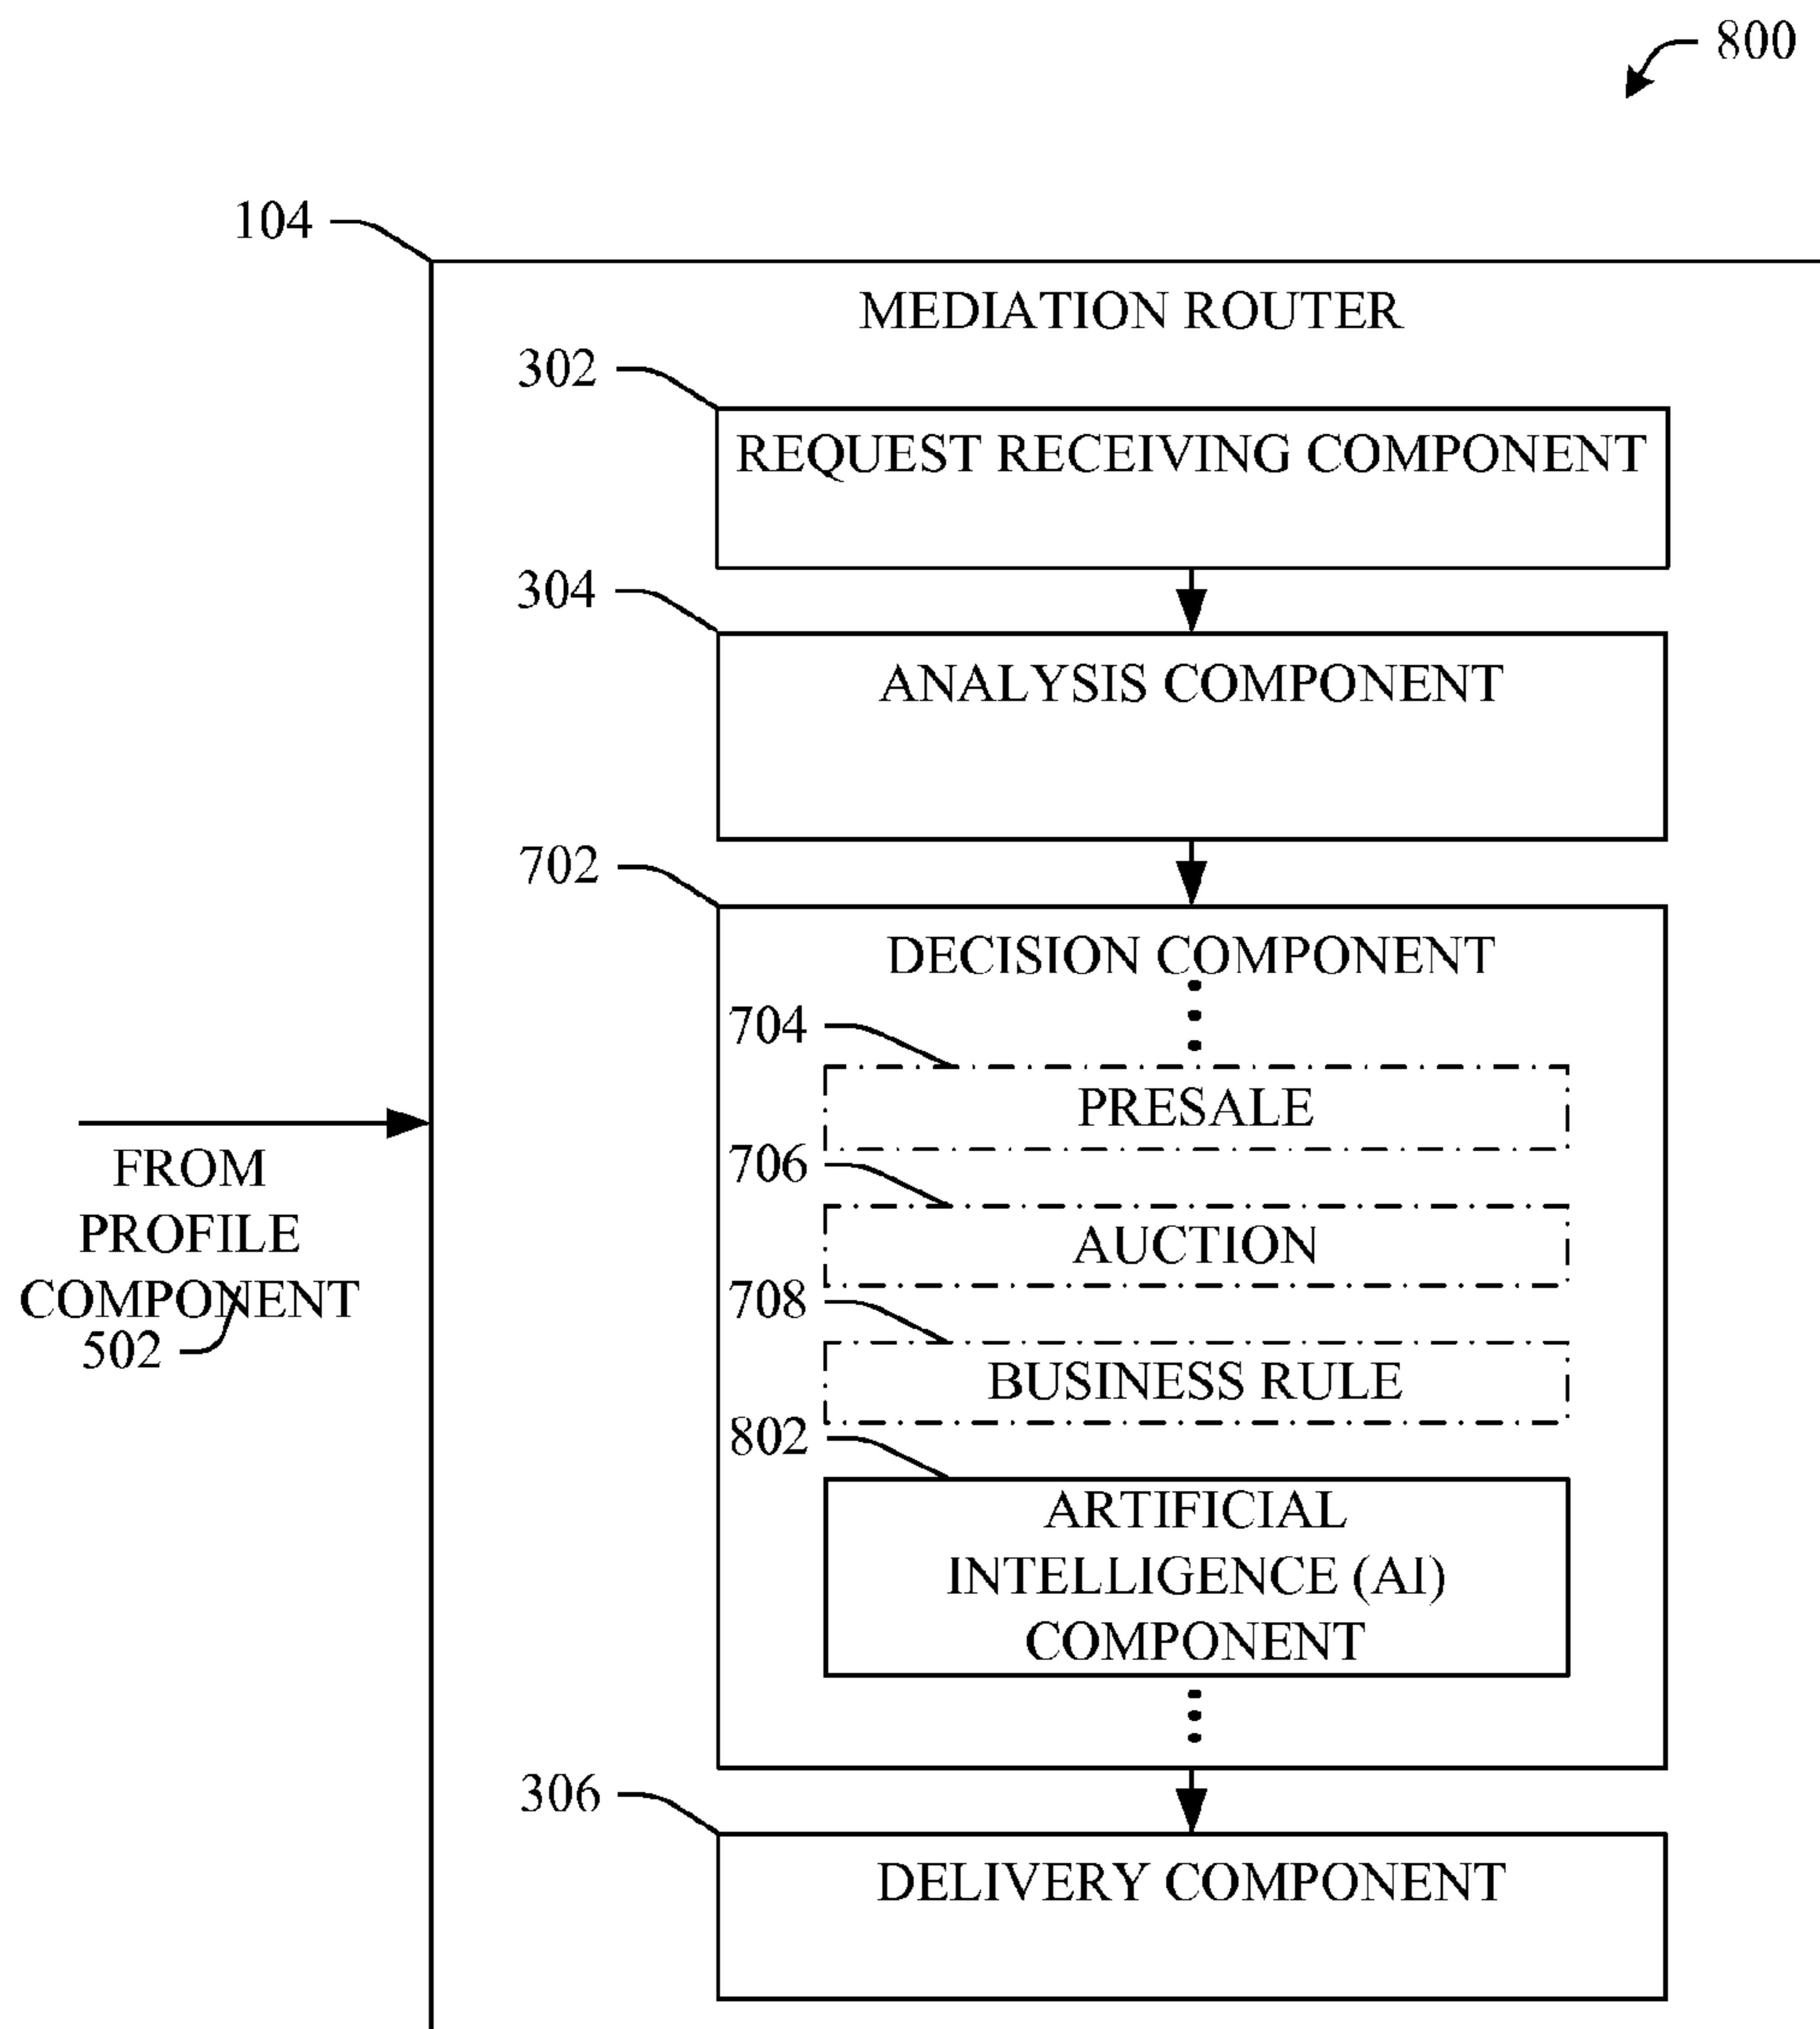 800
104
MEDIATION ROUTER
302
REQUEST RECEIVING COMPONENT
304
ANALYSIS COMPONENT
702
DECISION COMPONENT
704
PRESALE
706
AUCTION
708
BUSINESS RULE
802
ARTIFICIAL
INTELLIGENCE (AI)
COMPONENT
FROM
PROFILE
COMPONENT
502
306
DELIVERY COMPONENT